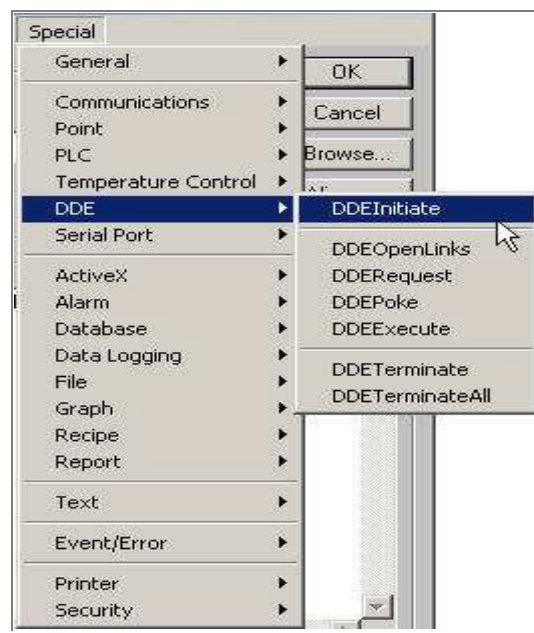 Special
General
OK
Communications
Cancel
Point
PLC
Browse...
Temperature Control
DDE
DDEInitiate
Serial Port
DDEOpenLinks
ActiveX
DDERequest
Alarm
DDEPoke
Database
DDEExecute
Data Logging
File
DDETerminate
Graph
DDETerminateAll
Recipe
Report
Text
Event/Error
Printer
Security